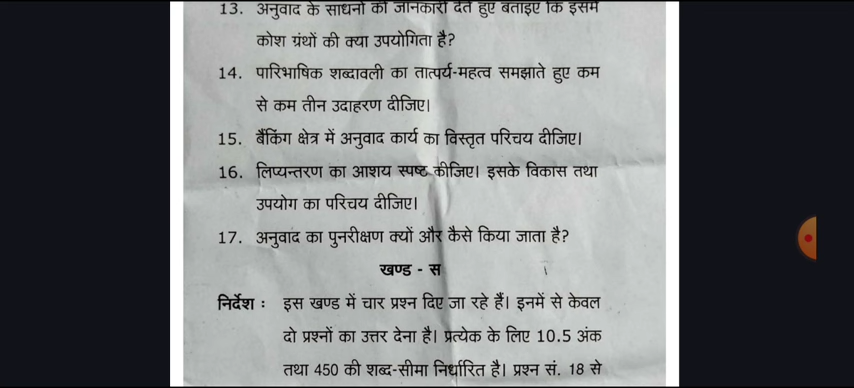 13. अनुवाद के साधनों की जानकारी देते हुए बताइए कि इसमें
कोश ग्रंथों की क्या उपयोगिता है?
14. पारिभाषिक शब्दावली का तात्पर्य-महत्व समझाते हुए कम
से कम तीन उदाहरण दीजिए।
15. बैंकिंग क्षेत्र में अनुवाद कार्य का विस्तृत परिचय दीजिए।
16. लिप्यन्तरण का आशय स्पष्ट कीजिए। इसके विकास तथा
उपयोग का परिचय दीजिए।
17. अनुवाद का पुनरीक्षण क्यों और कैसे किया जाता है?
खण्ड - स
निर्देश : इस खण्ड में चार प्रश्न दिए जा रहे हैं। इनमें से केवल
दो प्रश्नों का उत्तर देना है। प्रत्येक के लिए 10.5 अंक
तथा 450 की शब्द-सीमा निर्धारित है। प्रश्न सं. 18 से